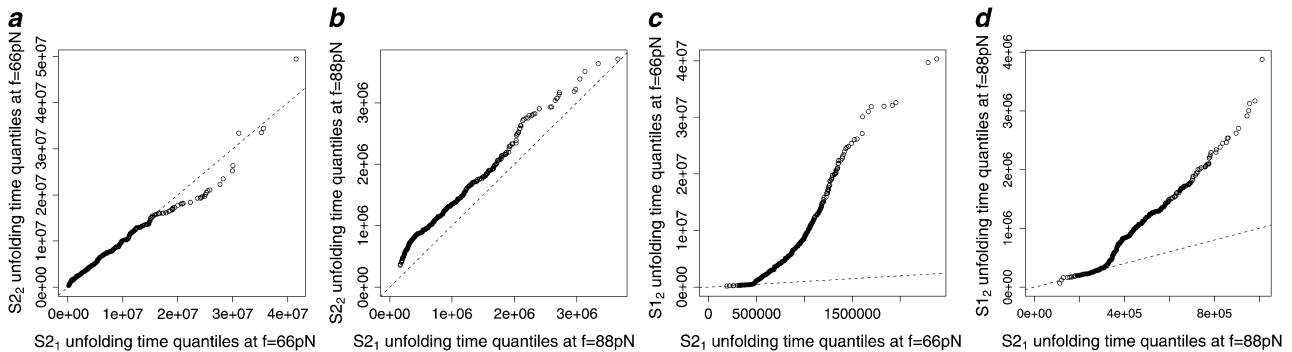 a
S2₂ unfolding time quantiles at f=66pN
0e+00 1e+07 2e+07 3e+07 4e+07 5e+07
0e+00 1e+07 2e+07 3e+07 4e+07
S2₁ unfolding time quantiles at f=66pN
b
S2₂ unfolding time quantiles at f=88pN
0e+00 1e+06 2e+06 3e+06
0e+00 1e+06 2e+06 3e+06
S2₁ unfolding time quantiles at f=88pN
c
S1₂ unfolding time quantiles at f=66pN
0e+00 1e+07 2e+07 3e+07 4e+07
0 500000 1500000
S2₁ unfolding time quantiles at f=66pN
d
S1₂ unfolding time quantiles at f=88pN
0e+00 1e+06 2e+06 3e+06 4e+06
0e+00 4e+05 8e+05
S2₁ unfolding time quantiles at f=88pN